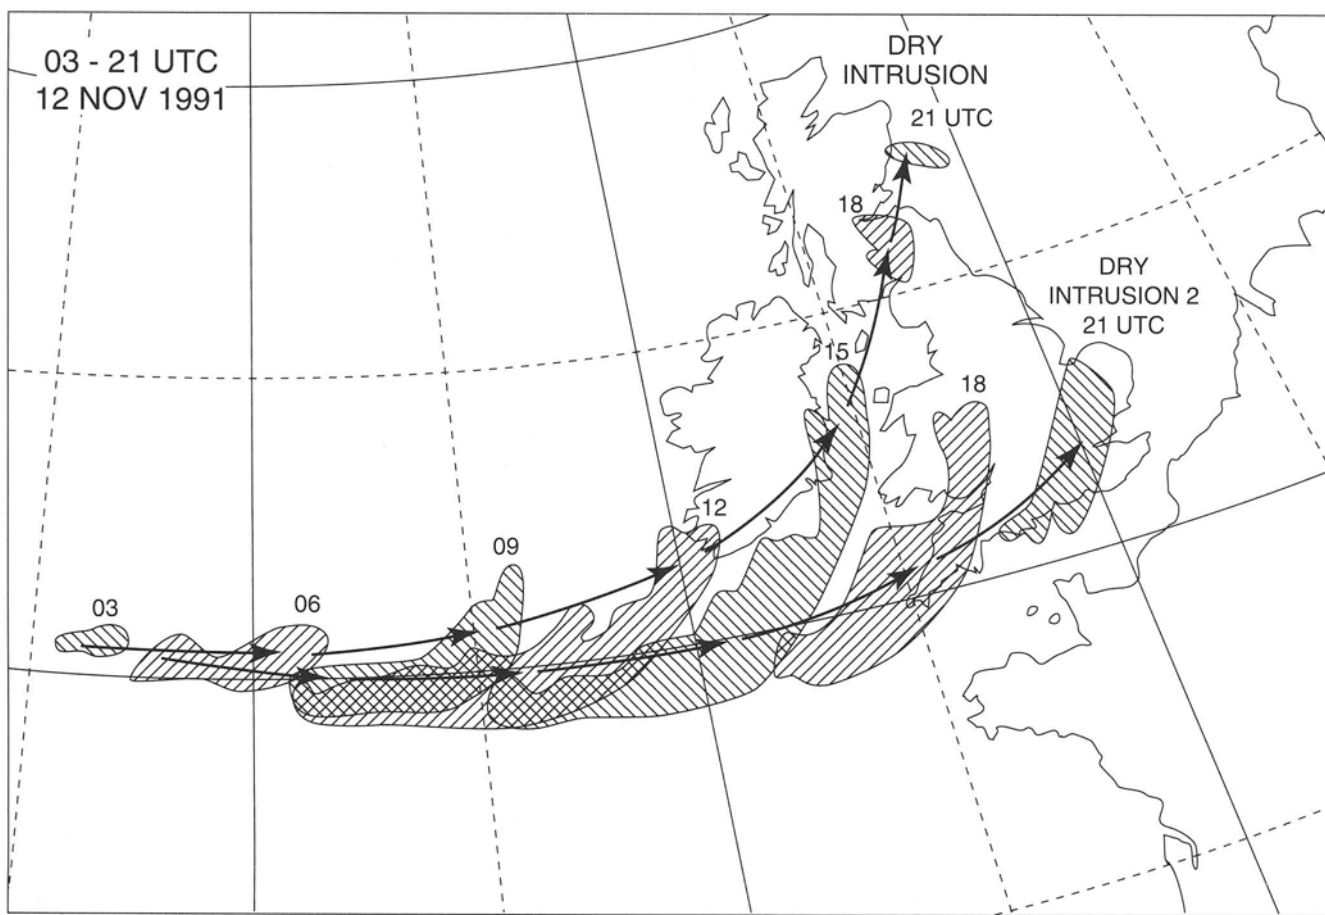 03 - 21 UTC
12 NOV 1991
DRY
INTRUSION
21 UTC
18
DRY
INTRUSION 2
21 UTC
15
18
12
09
03
06